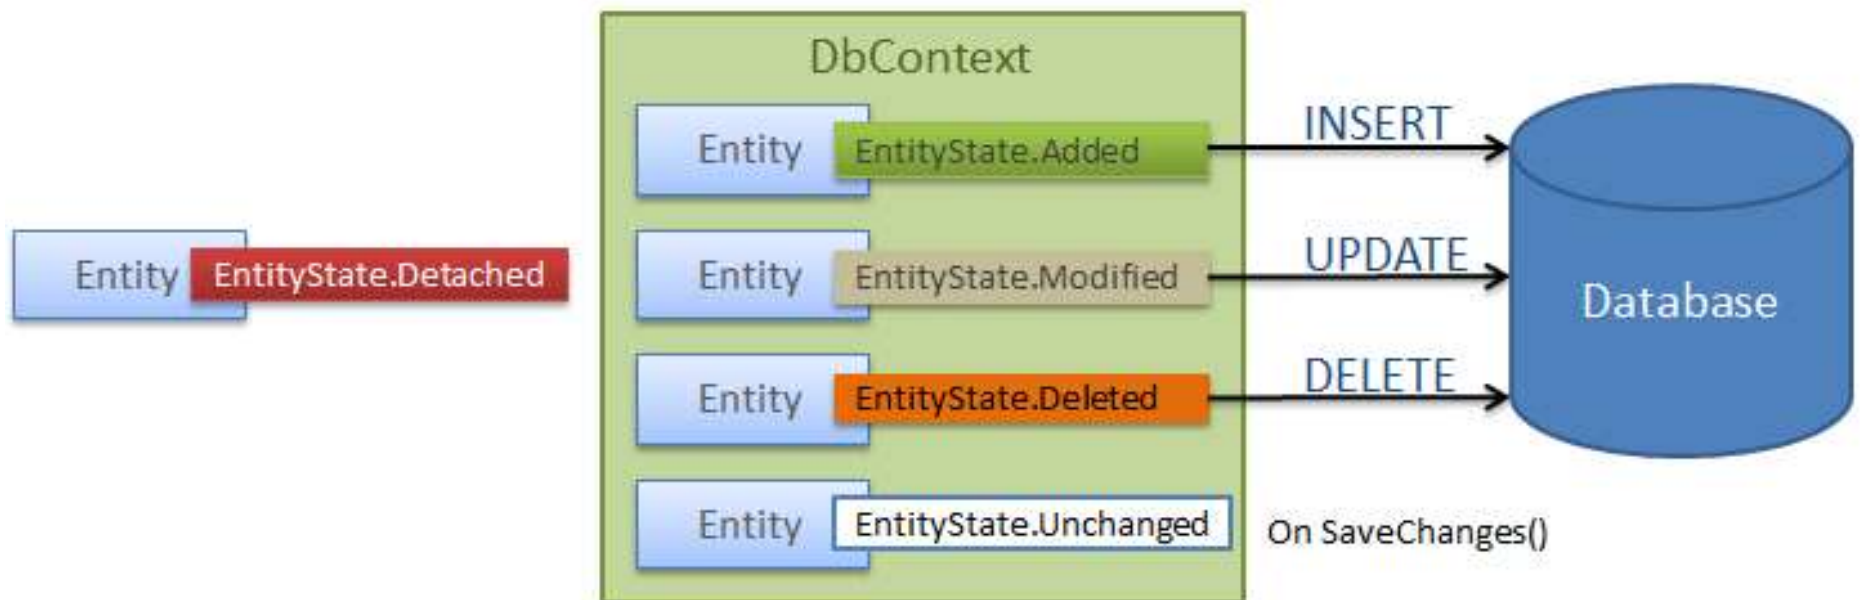 DbContext
Entity EntityState.Added
INSERT
Entity EntityState.Detached
Entity EntityState.Modified
UPDATE
Database
Entity EntityState.Deleted
DELETE
Entity EntityState.Unchanged
On SaveChanges()